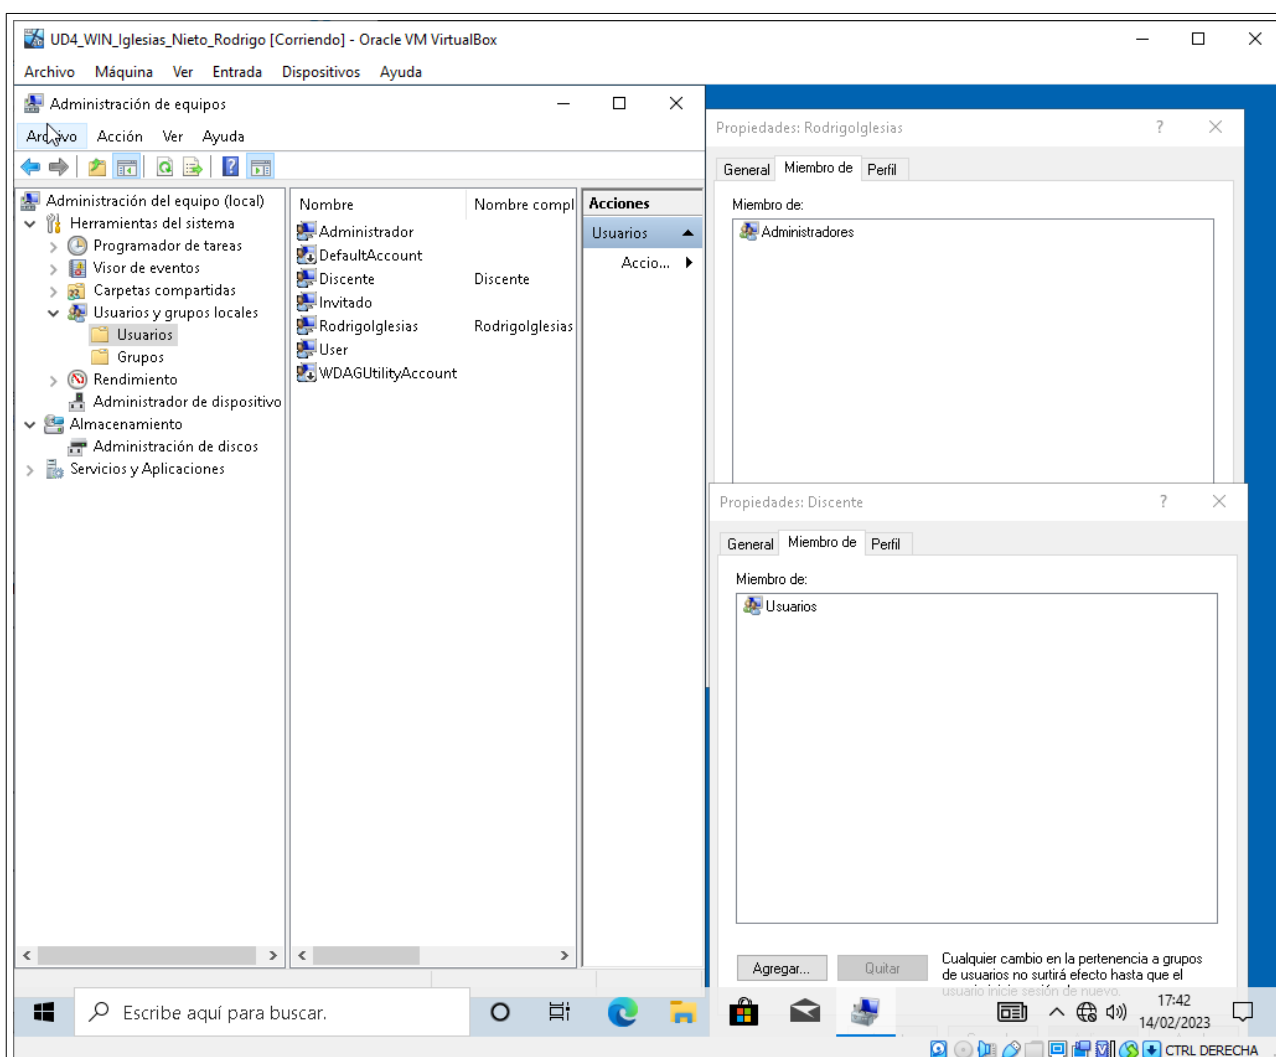 UD4_WIN_Iglesias_Nieto_Rodrigo [Corriendo] - Oracle VM VirtualBox
Archivo Máquina Ver Entrada Dispositivos Ayuda
Administración de equipos
Archivo Acción Ver Ayuda
Administración del equipo (local)
Herramientas del sistema
Programador de tareas
Visor de eventos
Carpetas compartidas
Usuarios y grupos locales
Usuarios
Grupos
Rendimiento
Administrador de dispositivo
Almacenamiento
Administración de discos
Servicios y Aplicaciones
Nombre Nombre compl
Administrador
DefaultAccount
Discente Discente
Invitado
RodrigoIglesias RodrigoIglesias
User
WDAGUtilityAccount
Acciones
Usuarios
Accio...
Propiedades: RodrigoIglesias
General Miembro de Perfil
Miembro de:
Administradores
Propiedades: Discente
General Miembro de Perfil
Miembro de:
Usuarios
Agregar... Quitar
Cualquier cambio en la pertenencia a grupos
de usuarios no surtirá efecto hasta que el
usuario inicie sesión de nuevo.
Escribe aquí para buscar.
17:42
14/02/2023
CTRL DERECHA